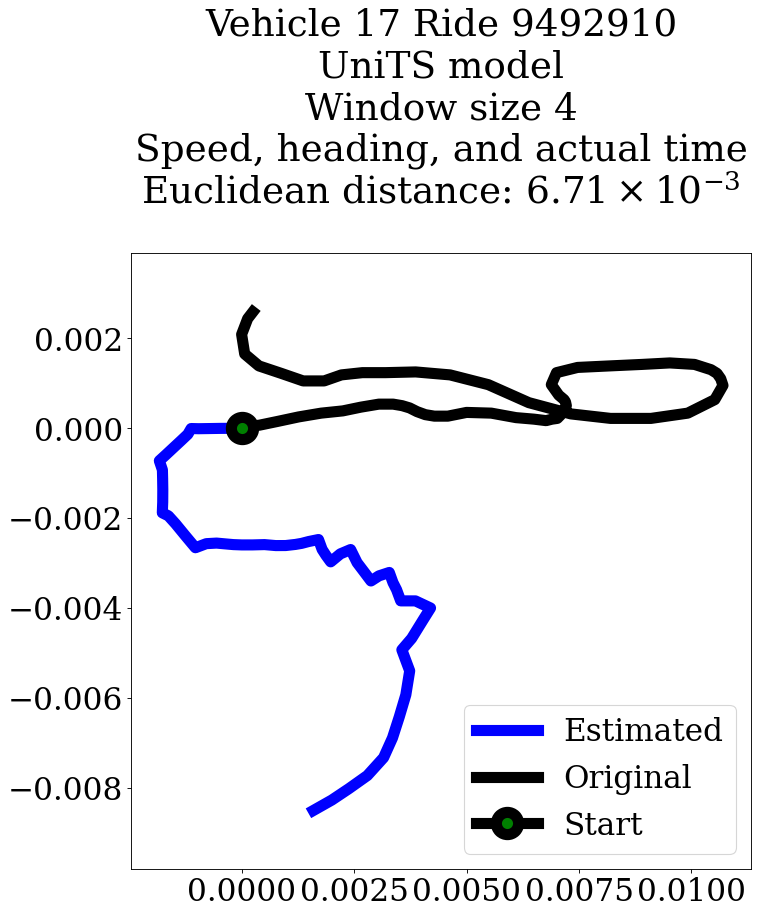 Vehicle 17 Ride 9492910
UniTS model
Window size 4
Speed, heading, and actual time
Euclidean distance: 6.71 × 10⁻³
0.002
0.000
−0.002
−0.004
−0.006
−0.008
Estimated
Original
Start
0.0000 0.0025 0.0050 0.0075 0.0100